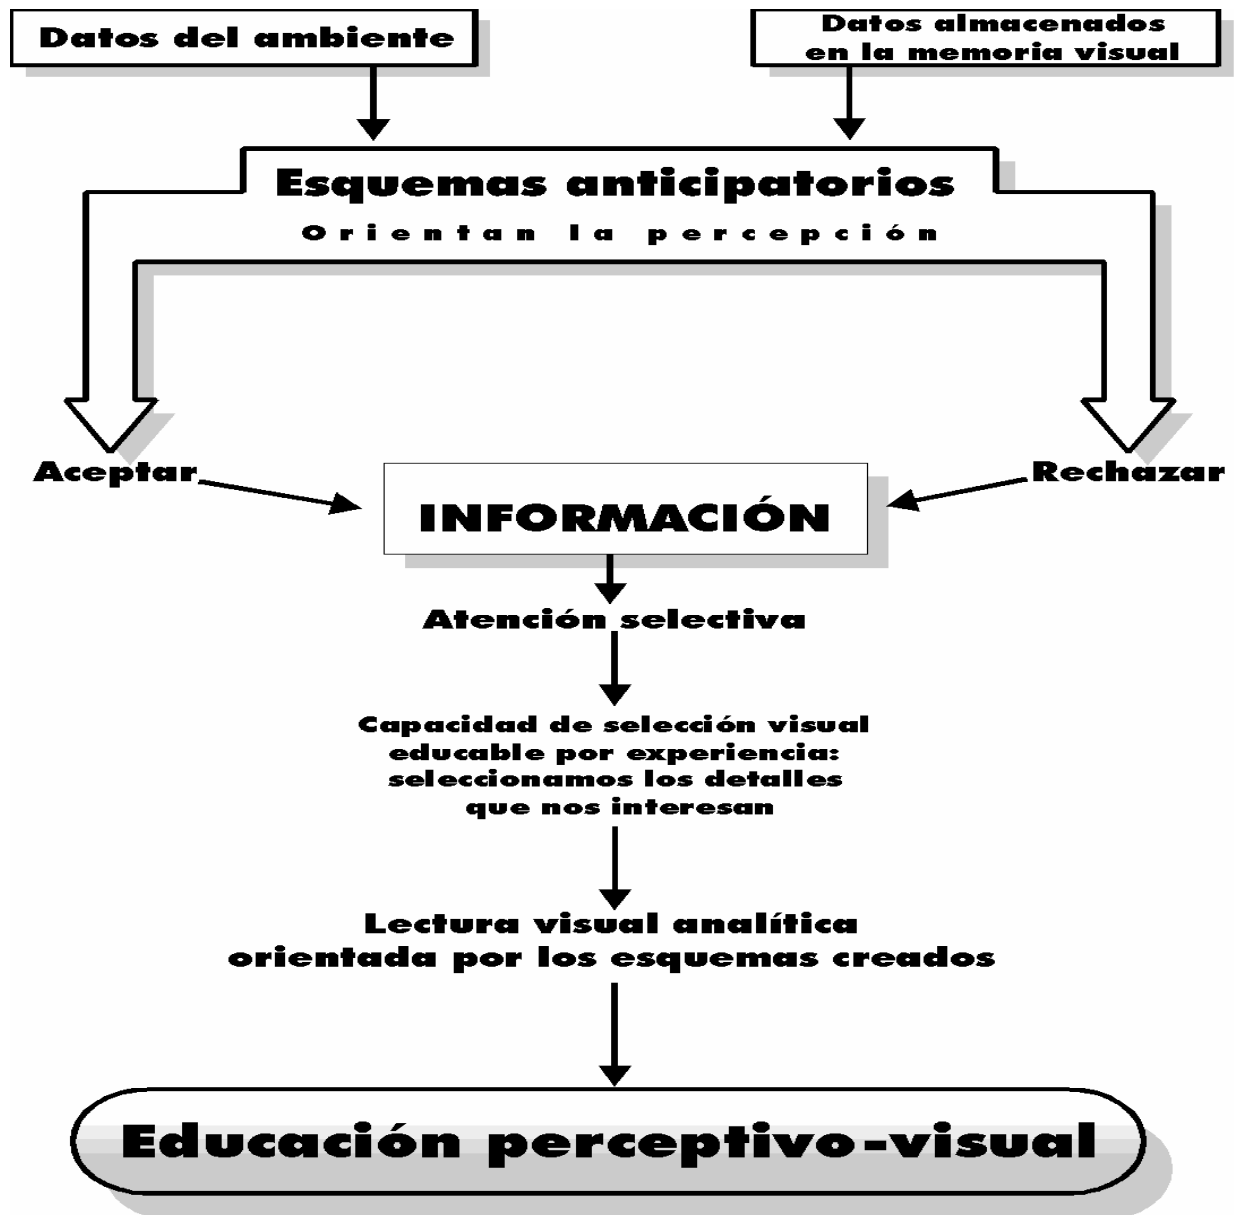 Datos del ambiente
Datos almacenados
en la memoria visual
Esquemas anticipatorios
Orientan la percepción
Aceptar
Rechazar
INFORMACIÓN
Atención selectiva
Capacidad de selección visual
educable por experiencia:
seleccionamos los detalles
que nos interesan
Lectura visual analítica
orientada por los esquemas creados
Educación perceptivo-visual